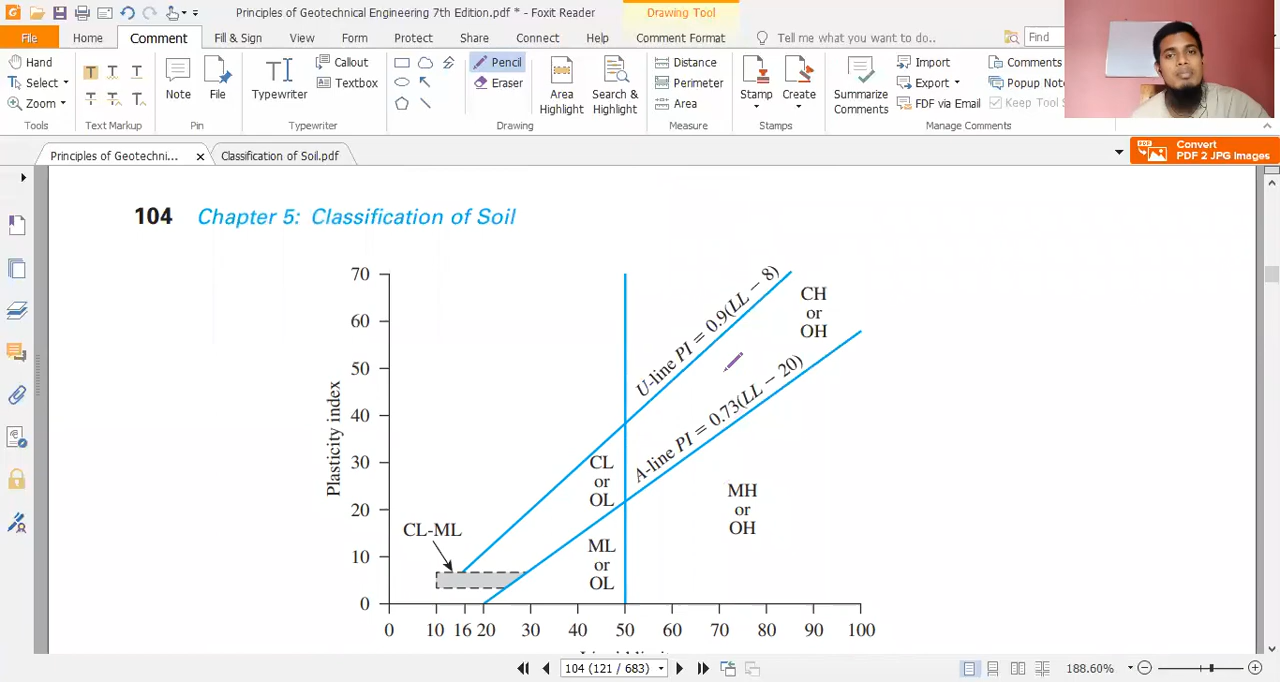 Principles of Geotechnical Engineering 7th Edition.pdf * - Foxit Reader
Drawing Tool
File Home Comment Fill & Sign View Form Protect Share Connect Help Comment Format Tell me what you want to do.. Find
Hand
Select
Zoom
Tools
Text Markup
Note
File
Pin
Typewriter
Callout
Textbox
Typewriter
Pencil
Eraser
Area Highlight
Search & Highlight
Drawing
Distance
Perimeter
Area
Measure
Stamp
Create
Stamps
Summarize Comments
Import
Export
FDF via Email
Comments
Popup Not
Keep Tool S
Manage Comments
Principles of Geotechni...
Classification of Soil.pdf
Convert
PDF 2 JPG Images
104 Chapter 5: Classification of Soil
Plasticity index
70
60
50
40
30
20
10
0
U-line PI = 0.9(LL − 8)
A-line PI = 0.73(LL − 20)
CH
or
OH
CL
or
OL
CL-ML
MH
or
OH
ML
or
OL
0 10 16 20 30 40 50 60 70 80 90 100
104 (121 / 683)
188.60%